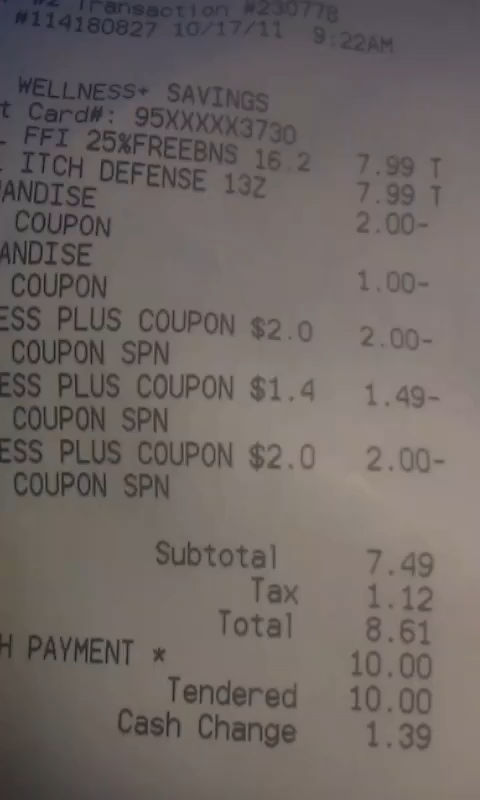 #2 Transaction #230778
#114180827 10/17/11 9:22AM
WELLNESS+ SAVINGS
t Card#: 95XXXXX3730
FFI 25%FREEBNS 16.2 7.99 T
ITCH DEFENSE 13Z 7.99 T
ANDISE 2.00-
COUPON
ANDISE
COUPON 1.00-
ESS PLUS COUPON $2.0 2.00-
COUPON SPN
ESS PLUS COUPON $1.4 1.49-
COUPON SPN
ESS PLUS COUPON $2.0 2.00-
COUPON SPN
Subtotal 7.49
Tax 1.12
Total 8.61
H PAYMENT * 10.00
Tendered 10.00
Cash Change 1.39